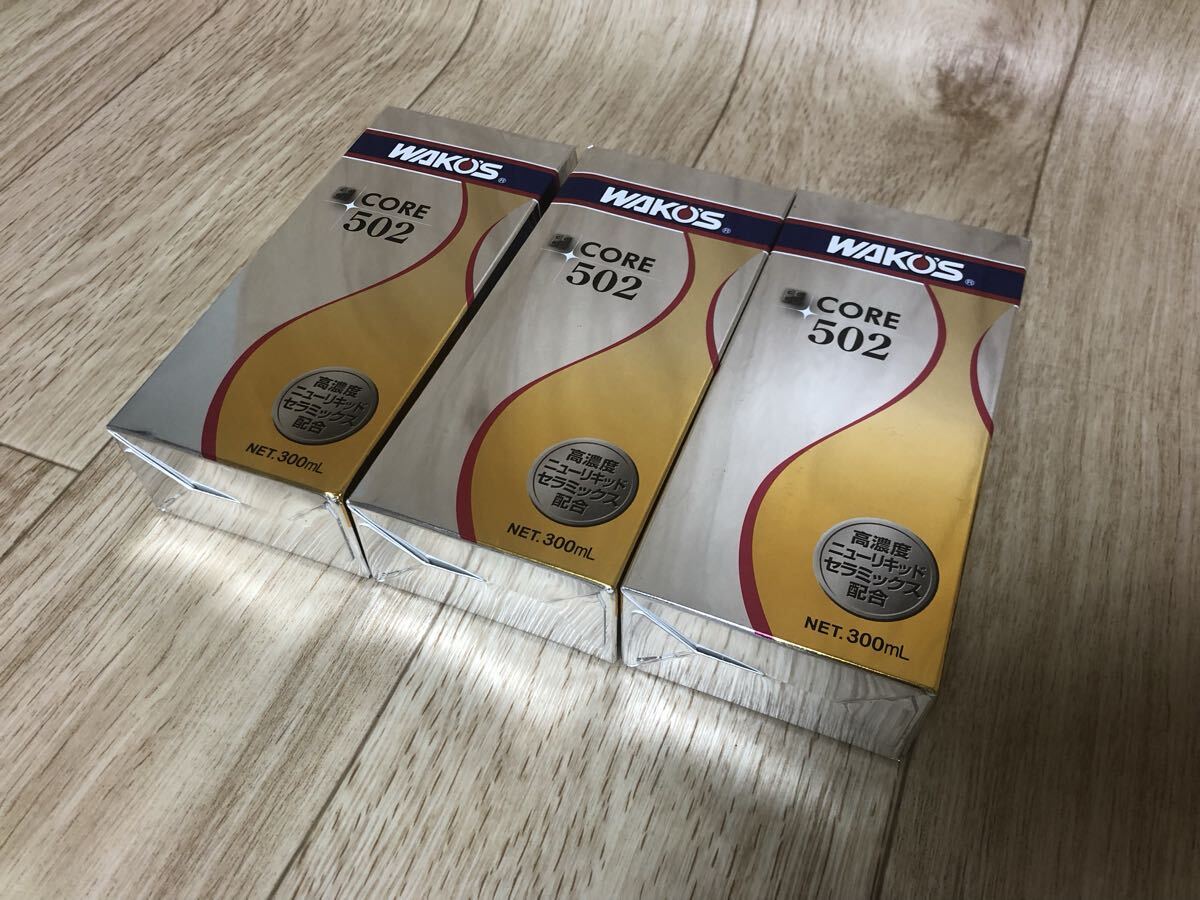 WAKO'S®
CORE
502
高濃度
ニューリキッド
セラミックス
配合
NET. 300mL
WAKO'S®
CORE
502
高濃度
ニューリキッド
セラミックス
配合
NET. 300mL
WAKO'S®
CORE
502
高濃度
ニューリキッド
セラミックス
配合
NET. 300mL